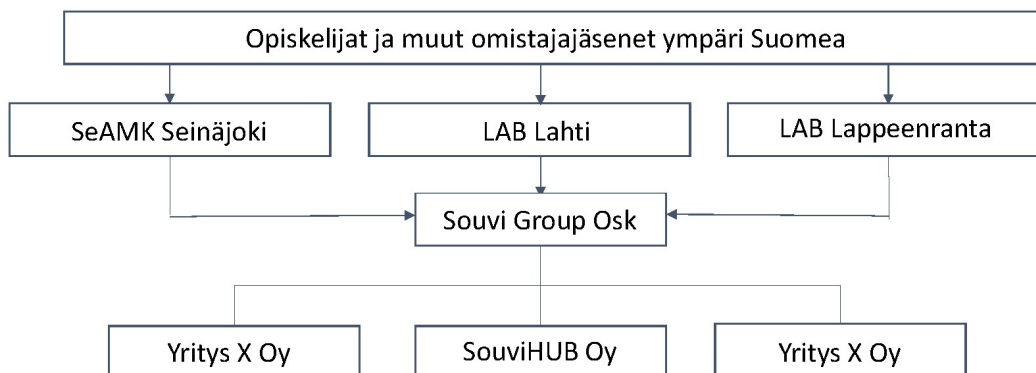 Opiskelijat ja muut omistajajäsenet ympäri Suomea
SeAMK Seinäjoki
LAB Lahti
LAB Lappeenranta
Souvi Group Osk
Yritys X Oy
SouviHUB Oy
Yritys X Oy